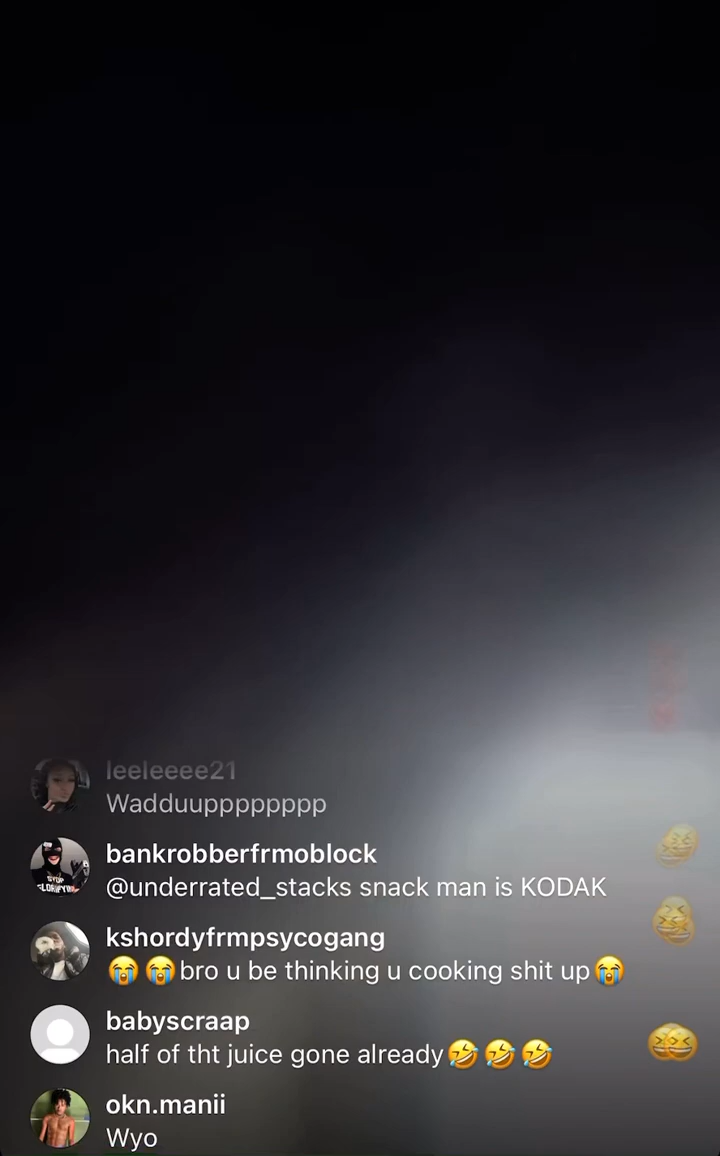 leeleeee21
Wadduupppppppp
bankrobberfrmoblock
@underrated_stacks snack man is KODAK
kshordyfrmpsycogang
😭😭bro u be thinking u cooking shit up😭
babyscraap
half of tht juice gone already🤣🤣🤣
okn.manii
Wyo